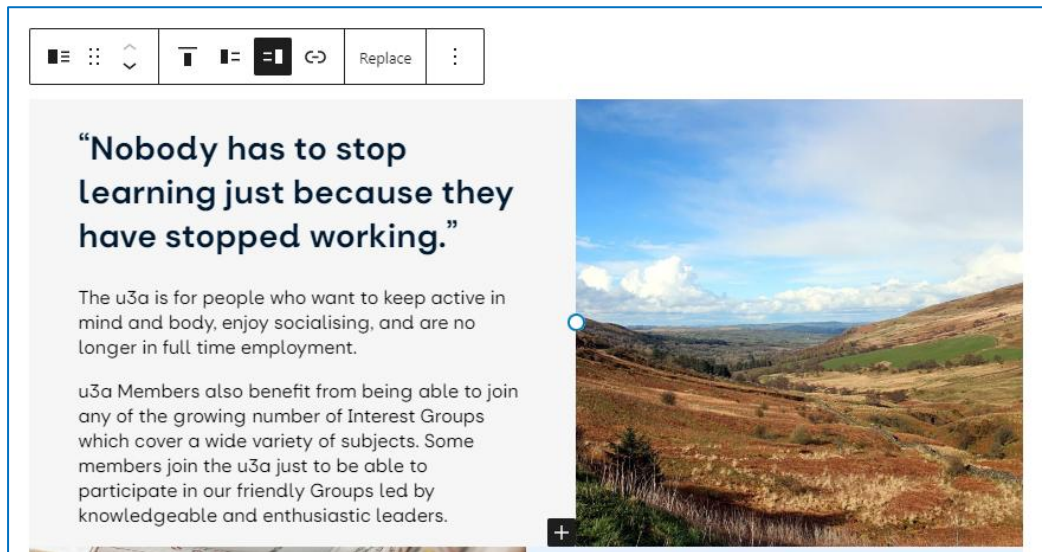 Replace
“Nobody has to stop
learning just because they
have stopped working.”
The u3a is for people who want to keep active in
mind and body, enjoy socialising, and are no
longer in full time employment.
u3a Members also benefit from being able to join
any of the growing number of Interest Groups
which cover a wide variety of subjects. Some
members join the u3a just to be able to
participate in our friendly Groups led by
knowledgeable and enthusiastic leaders.